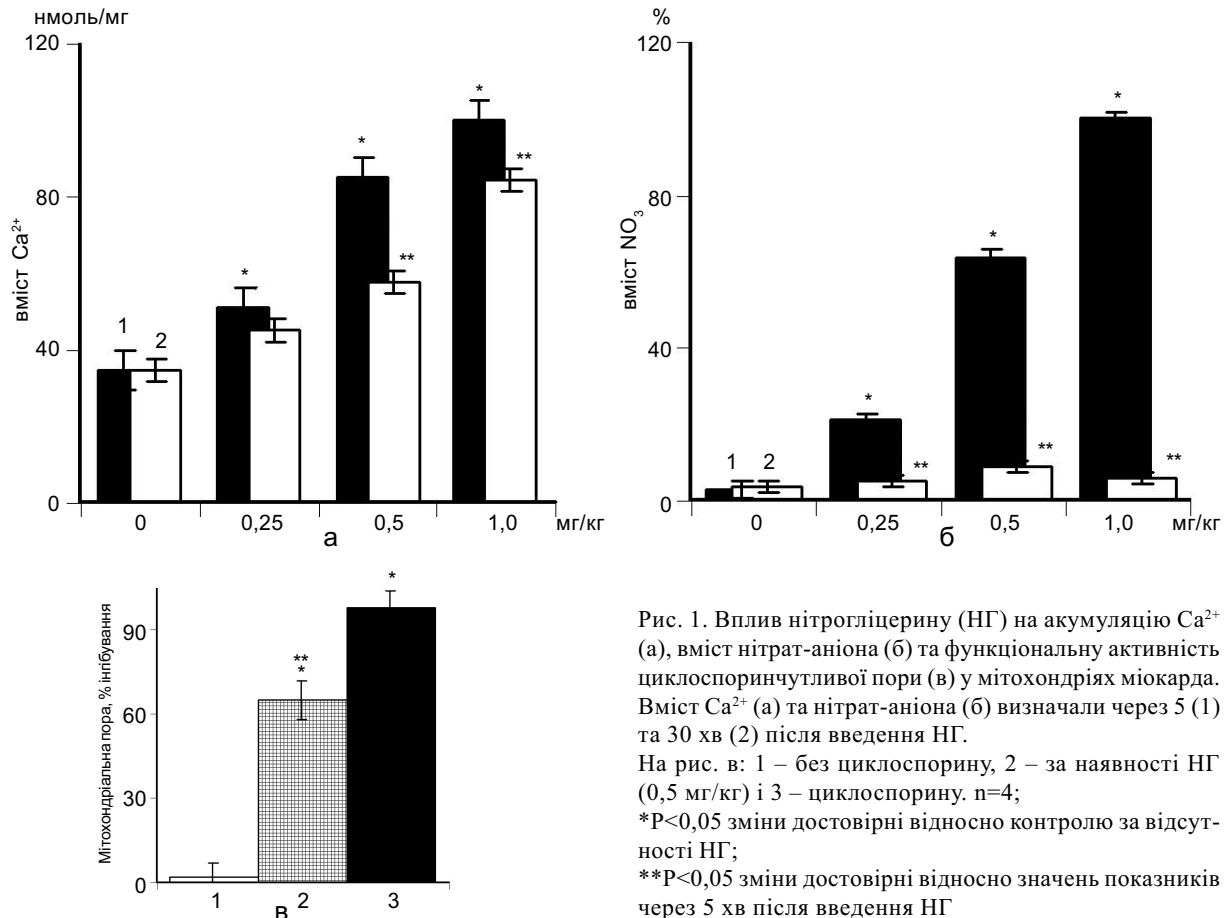 нмоль/мг
120
80
40
0
вміст Ca²⁺
1
2
*
*
**
*
**
0
0,25
0,5
1,0
мг/кг
а
%
120
80
40
0
вміст NO₃
1
2
*
**
*
**
*
**
0
0,25
0,5
1,0
мг/кг
б
Мітохондріальна пора, % інгібування
90
60
30
0
**
*
*
1
2
3
в
Рис. 1. Вплив нітрогліцерину (НГ) на акумуляцію Ca²⁺
(а), вміст нітрат-аніона (б) та функціональну активність
циклоспоринчутливої пори (в) у мітохондріях міокарда.
Вміст Ca²⁺ (а) та нітрат-аніона (б) визначали через 5 (1)
та 30 хв (2) після введення НГ.
На рис. в: 1 – без циклоспорину, 2 – за наявності НГ
(0,5 мг/кг) і 3 – циклоспорину. n=4;
*P<0,05 зміни достовірні відносно контролю за відсут-
ності НГ;
**P<0,05 зміни достовірні відносно значень показників
через 5 хв після введення НГ